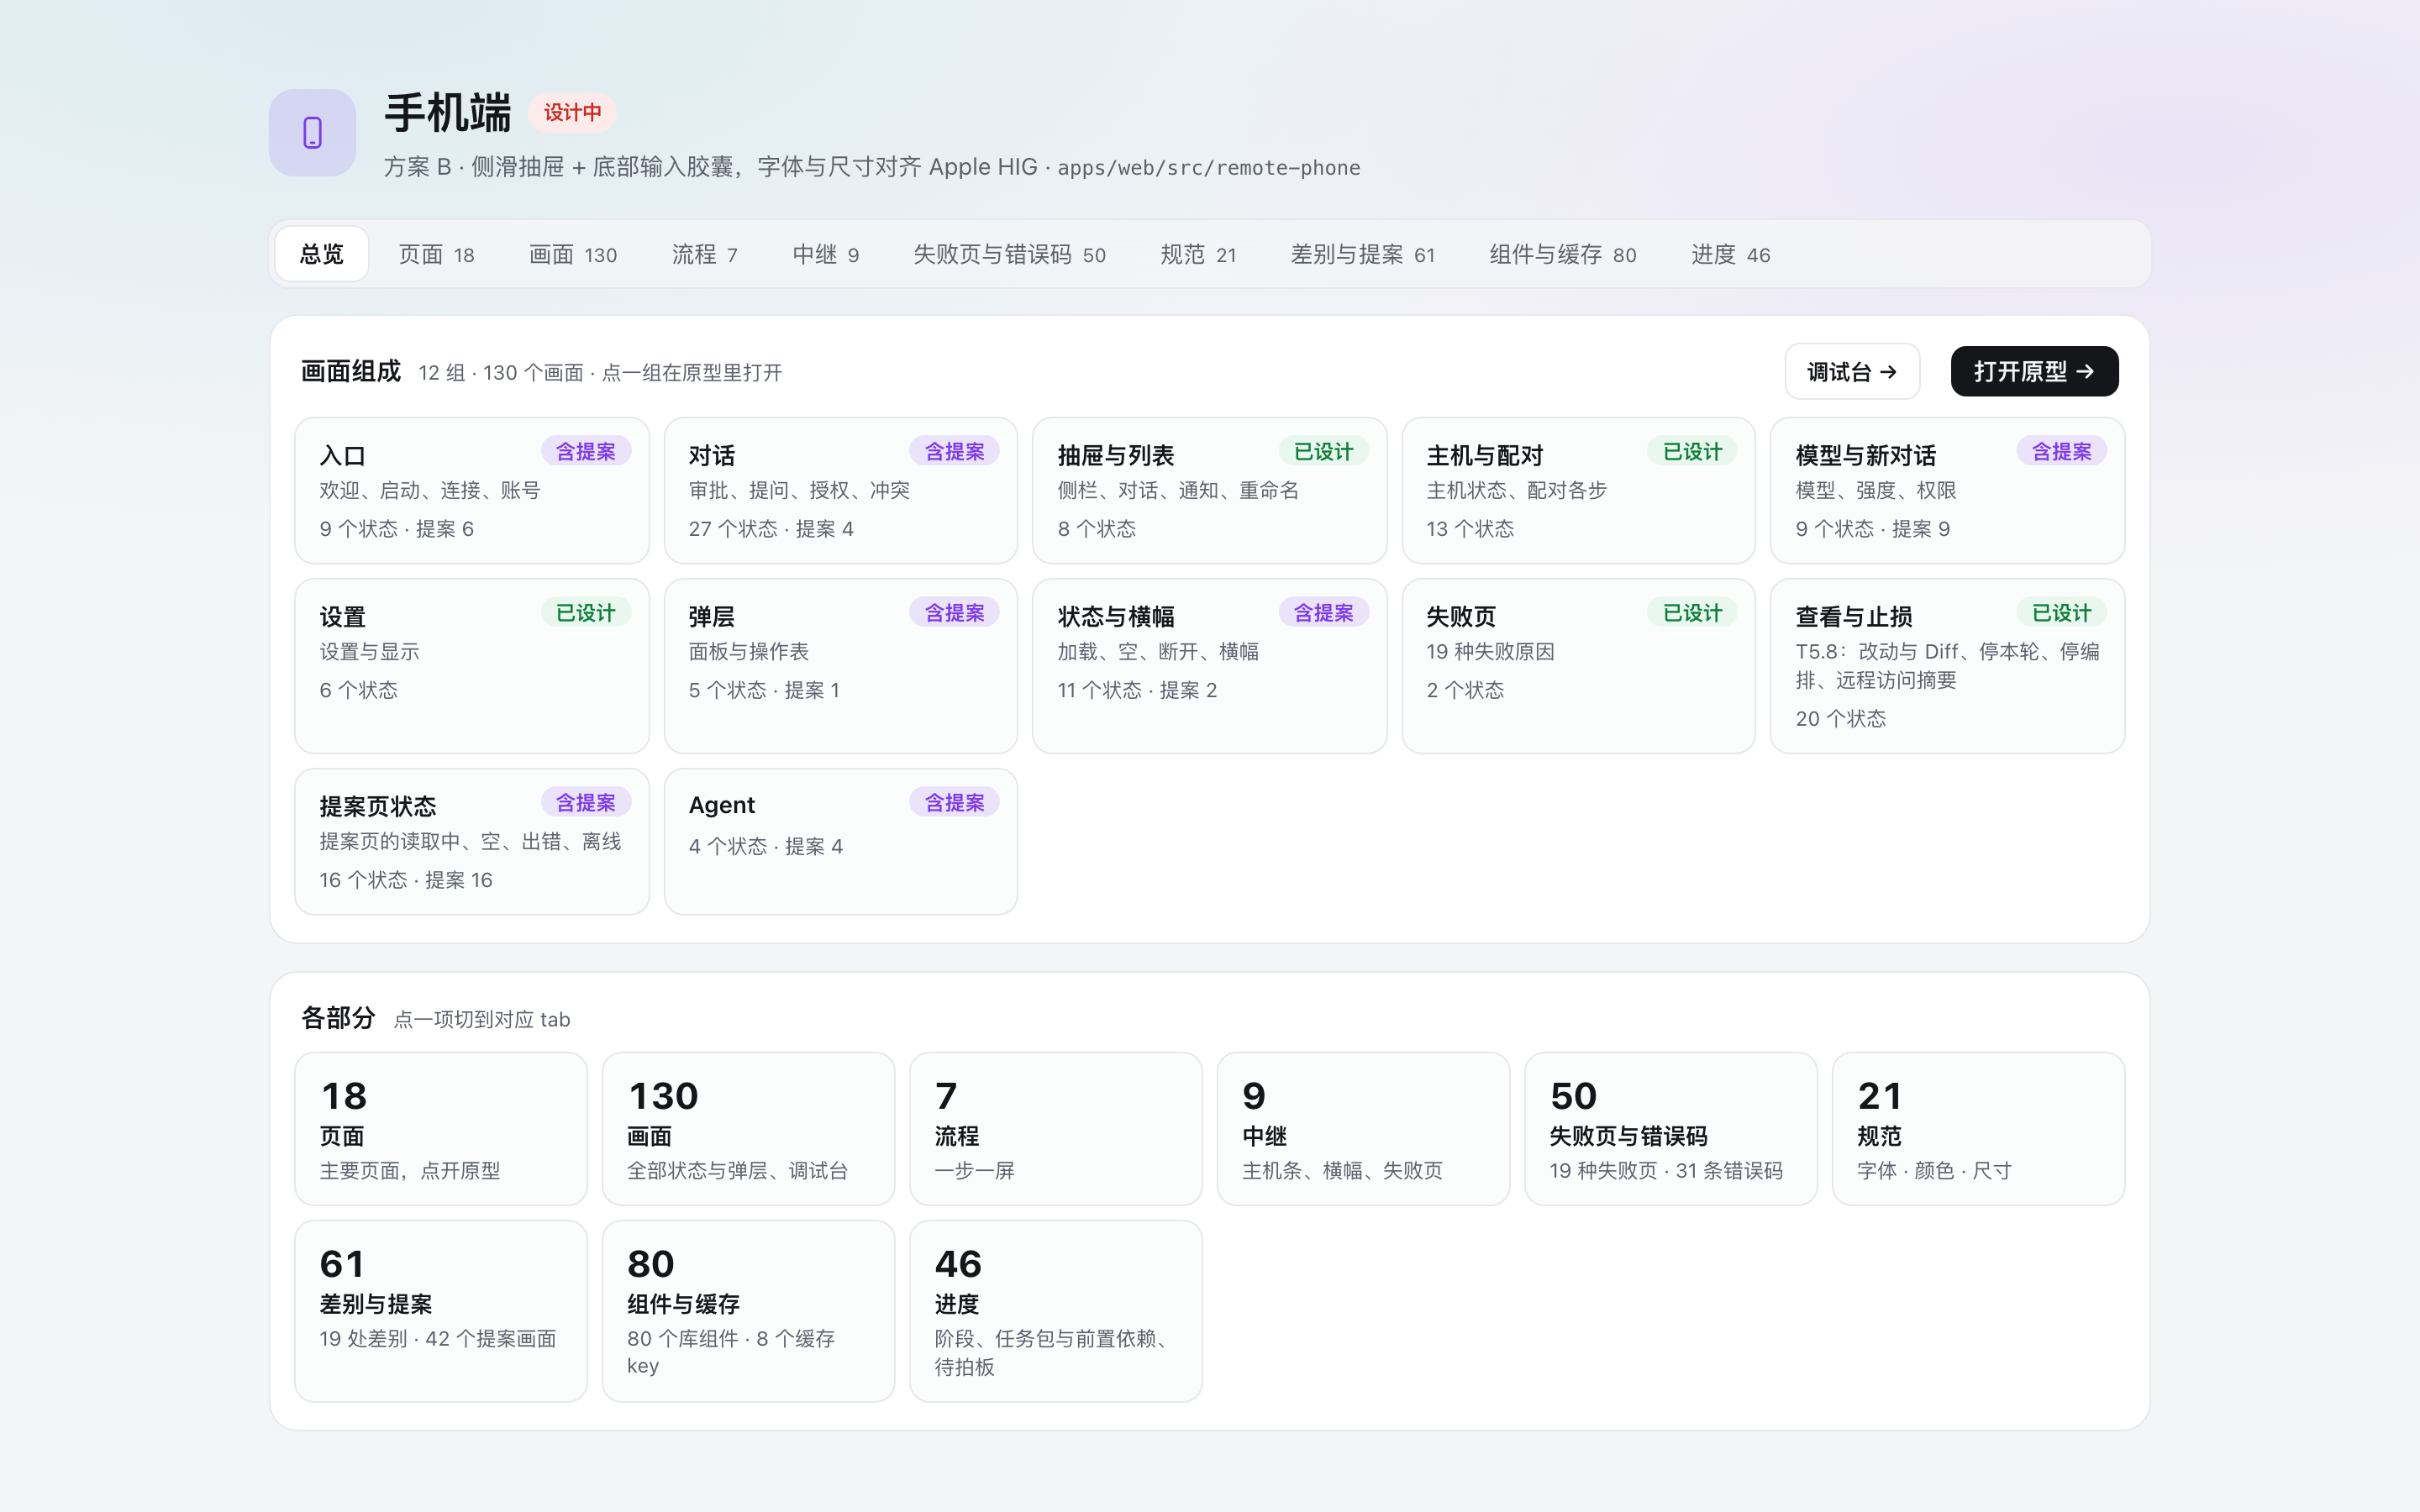 手机端 设计中
方案 B · 侧滑抽屉 + 底部输入胶囊，字体与尺寸对齐 Apple HIG · apps/web/src/remote-phone
总览 页面 18 画面 130 流程 7 中继 9 失败页与错误码 50 规范 21 差别与提案 61 组件与缓存 80 进度 46
画面组成 12 组 · 130 个画面 · 点一组在原型里打开 调试台 → 打开原型 →
入口 含提案
欢迎、启动、连接、账号
9 个状态 · 提案 6
对话 含提案
审批、提问、授权、冲突
27 个状态 · 提案 4
抽屉与列表 已设计
侧栏、对话、通知、重命名
8 个状态
主机与配对 已设计
主机状态、配对各步
13 个状态
模型与新对话 含提案
模型、强度、权限
9 个状态 · 提案 9
设置 已设计
设置与显示
6 个状态
弹层 含提案
面板与操作表
5 个状态 · 提案 1
状态与横幅 含提案
加载、空、断开、横幅
11 个状态 · 提案 2
失败页 已设计
19 种失败原因
2 个状态
查看与止损 已设计
T5.8：改动与 Diff、停本轮、停编
排、远程访问摘要
20 个状态
提案页状态 含提案
提案页的读取中、空、出错、离线
16 个状态 · 提案 16
Agent 含提案
4 个状态 · 提案 4
各部分 点一项切到对应 tab
18
页面
主要页面，点开原型
130
画面
全部状态与弹层、调试台
7
流程
一步一屏
9
中继
主机条、横幅、失败页
50
失败页与错误码
19 种失败页 · 31 条错误码
21
规范
字体 · 颜色 · 尺寸
61
差别与提案
19 处差别 · 42 个提案画面
80
组件与缓存
80 个库组件 · 8 个缓存
key
46
进度
阶段、任务包与前置依赖、
待拍板